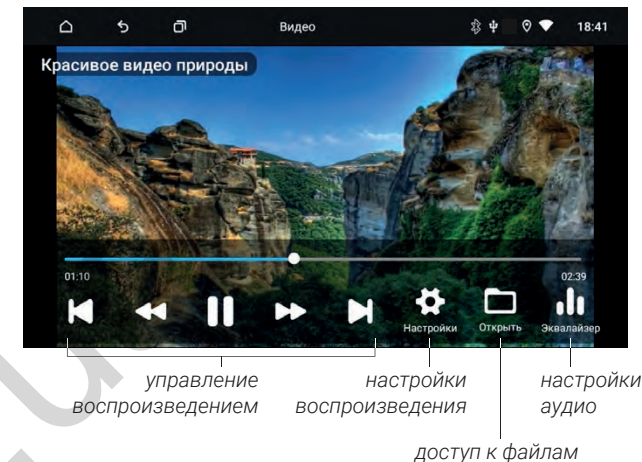 Видео
18:41
Красивое видео природы
01:10
02:39
Настройки
Открыть
Эквалайзер
управление
воспроизведением
настройки
воспроизведения
настройки
аудио
доступ к файлам